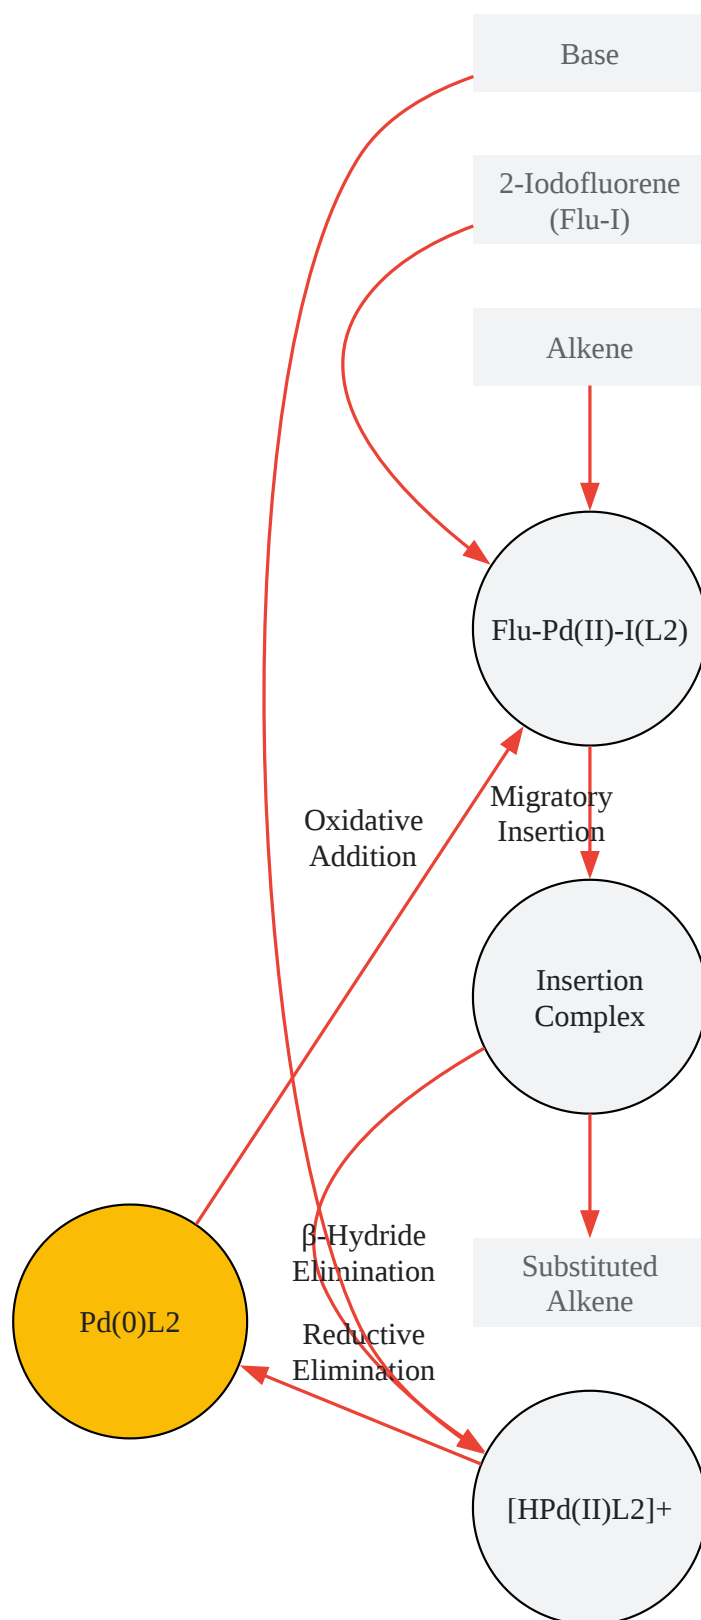 Base
2-Iodofluorene
(Flu-I)
Alkene
Flu-Pd(II)-I(L2)
Oxidative
Addition
Migratory
Insertion
Insertion
Complex
β-Hydride
Elimination
Substituted
Alkene
Pd(0)L2
Reductive
Elimination
[HPd(II)L2]+